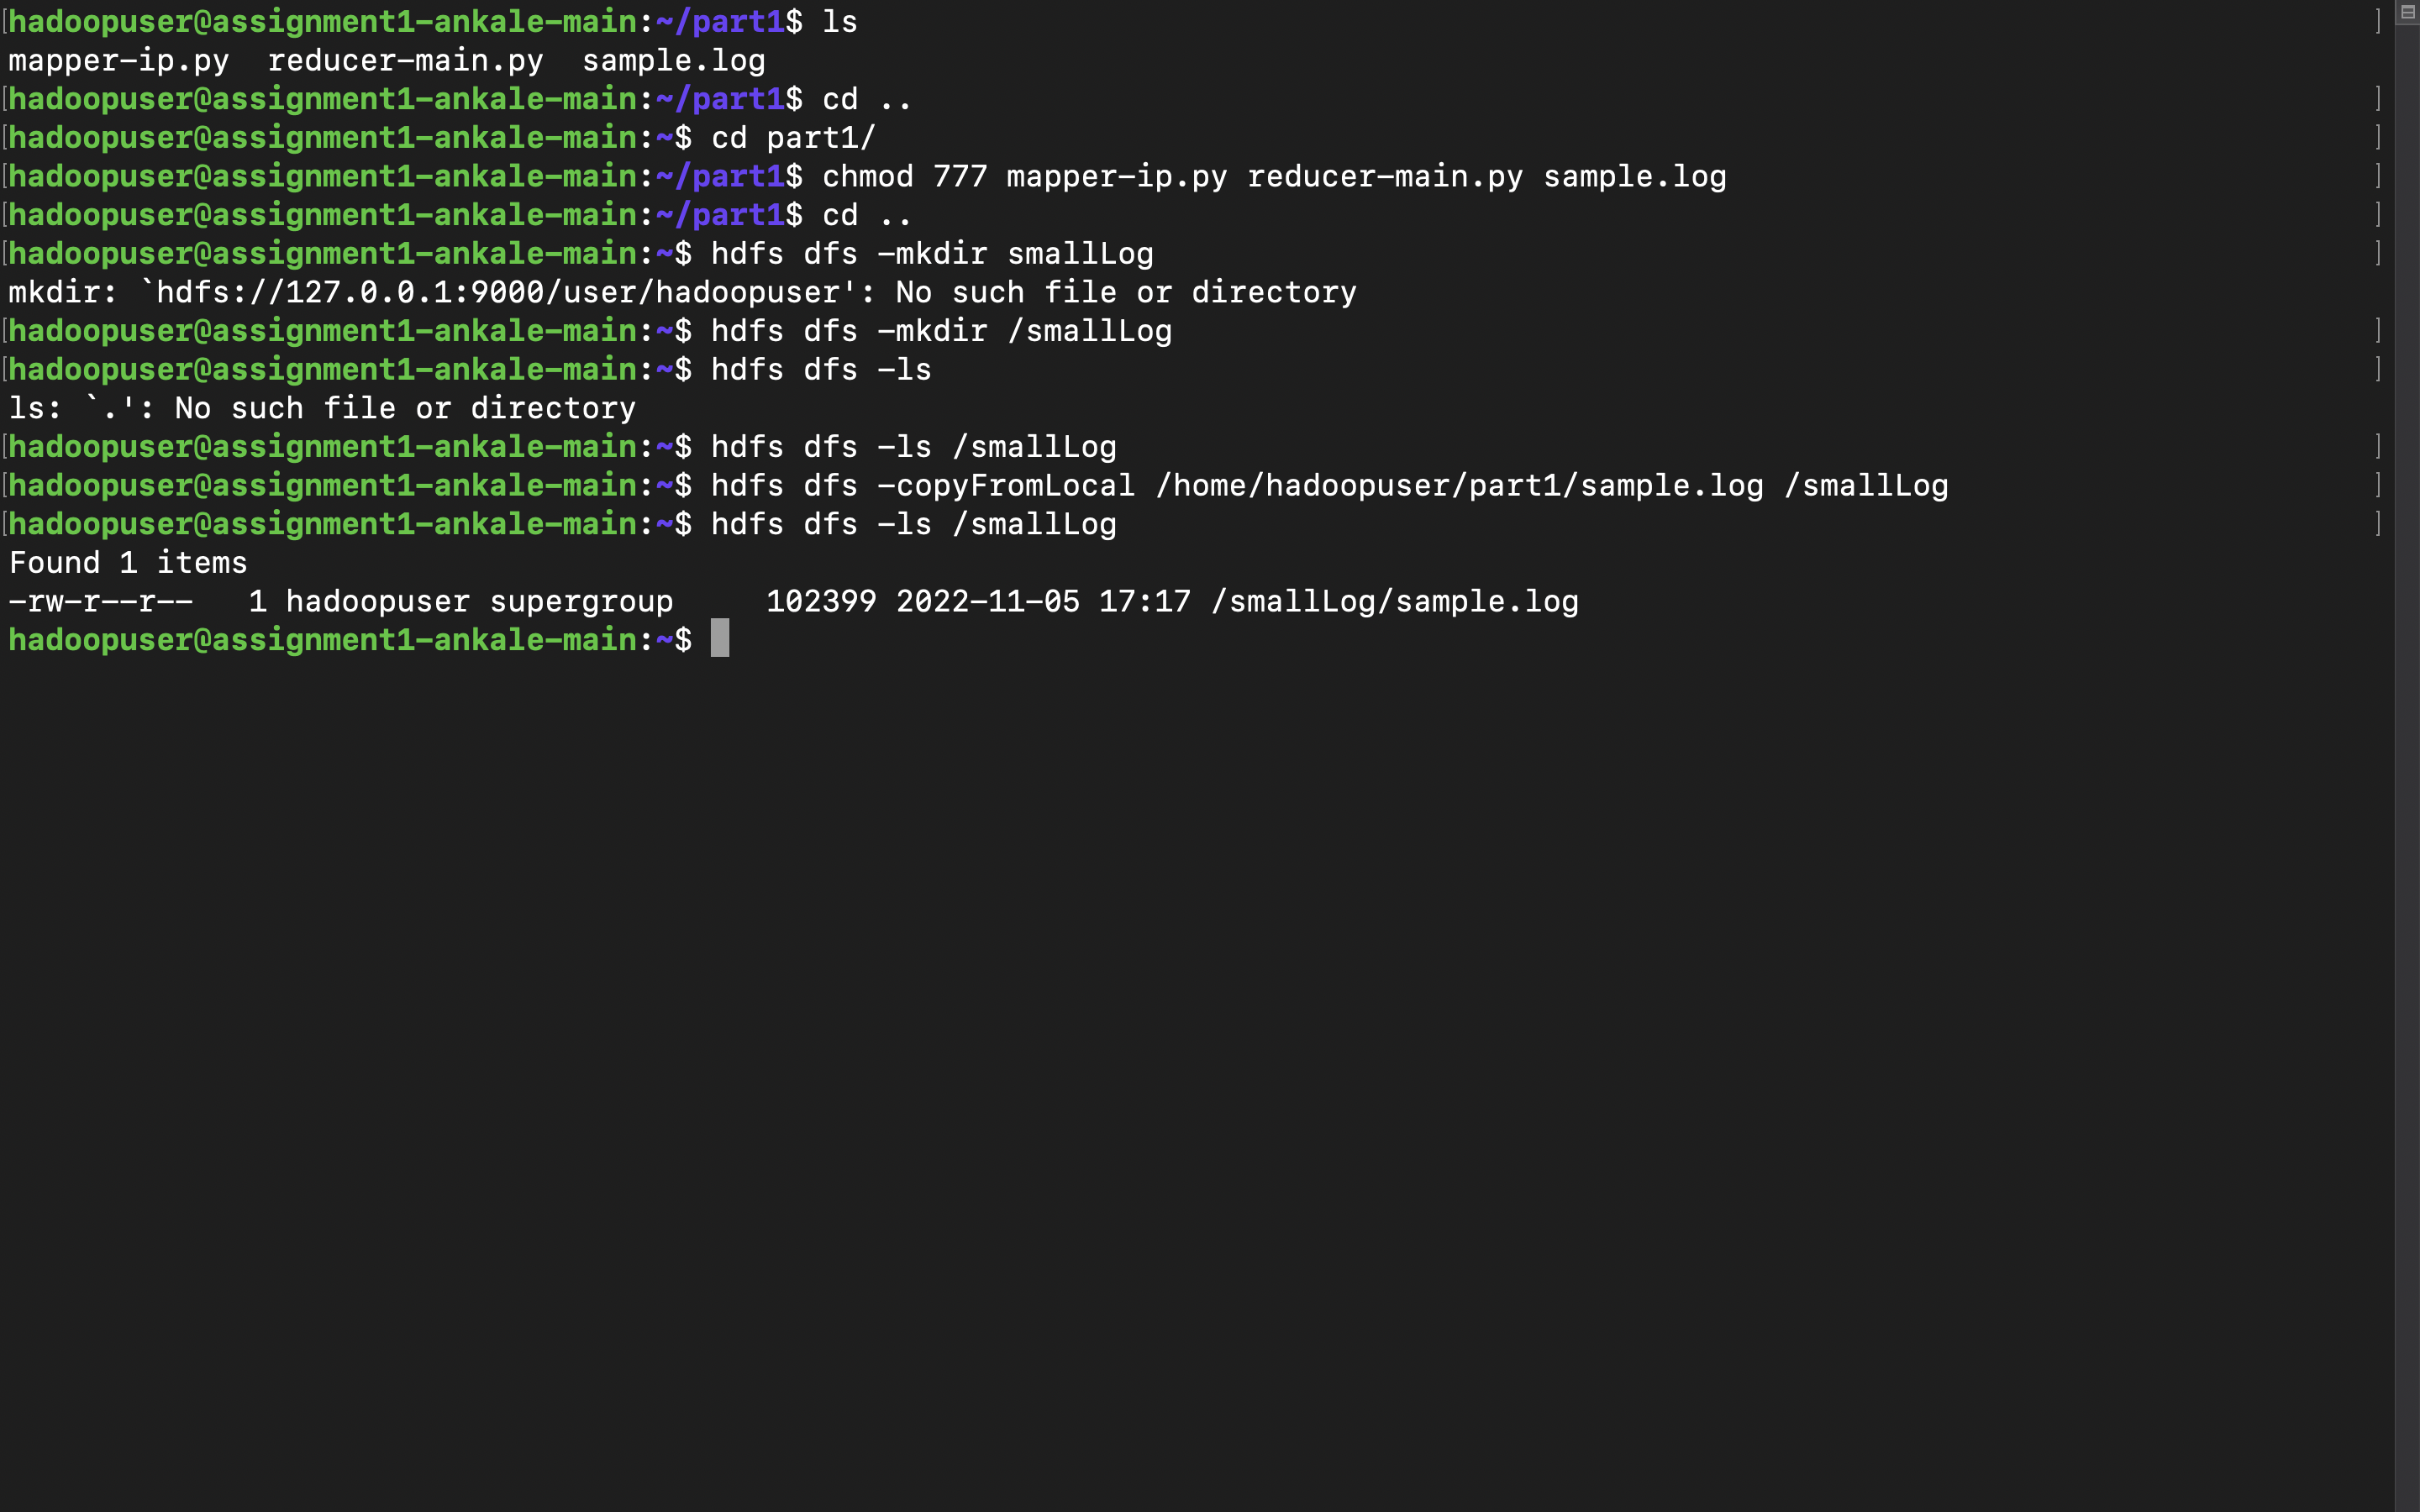 [hadoopuser@assignment1-ankale-main:~/part1$ ls ]
mapper-ip.py  reducer-main.py  sample.log
[hadoopuser@assignment1-ankale-main:~/part1$ cd .. ]
[hadoopuser@assignment1-ankale-main:~$ cd part1/ ]
[hadoopuser@assignment1-ankale-main:~/part1$ chmod 777 mapper-ip.py reducer-main.py sample.log ]
[hadoopuser@assignment1-ankale-main:~/part1$ cd .. ]
[hadoopuser@assignment1-ankale-main:~$ hdfs dfs -mkdir smallLog ]
mkdir: `hdfs://127.0.0.1:9000/user/hadoopuser': No such file or directory
[hadoopuser@assignment1-ankale-main:~$ hdfs dfs -mkdir /smallLog ]
[hadoopuser@assignment1-ankale-main:~$ hdfs dfs -ls ]
ls: `.': No such file or directory
[hadoopuser@assignment1-ankale-main:~$ hdfs dfs -ls /smallLog ]
[hadoopuser@assignment1-ankale-main:~$ hdfs dfs -copyFromLocal /home/hadoopuser/part1/sample.log /smallLog ]
[hadoopuser@assignment1-ankale-main:~$ hdfs dfs -ls /smallLog ]
Found 1 items
-rw-r--r--   1 hadoopuser supergroup     102399 2022-11-05 17:17 /smallLog/sample.log
hadoopuser@assignment1-ankale-main:~$